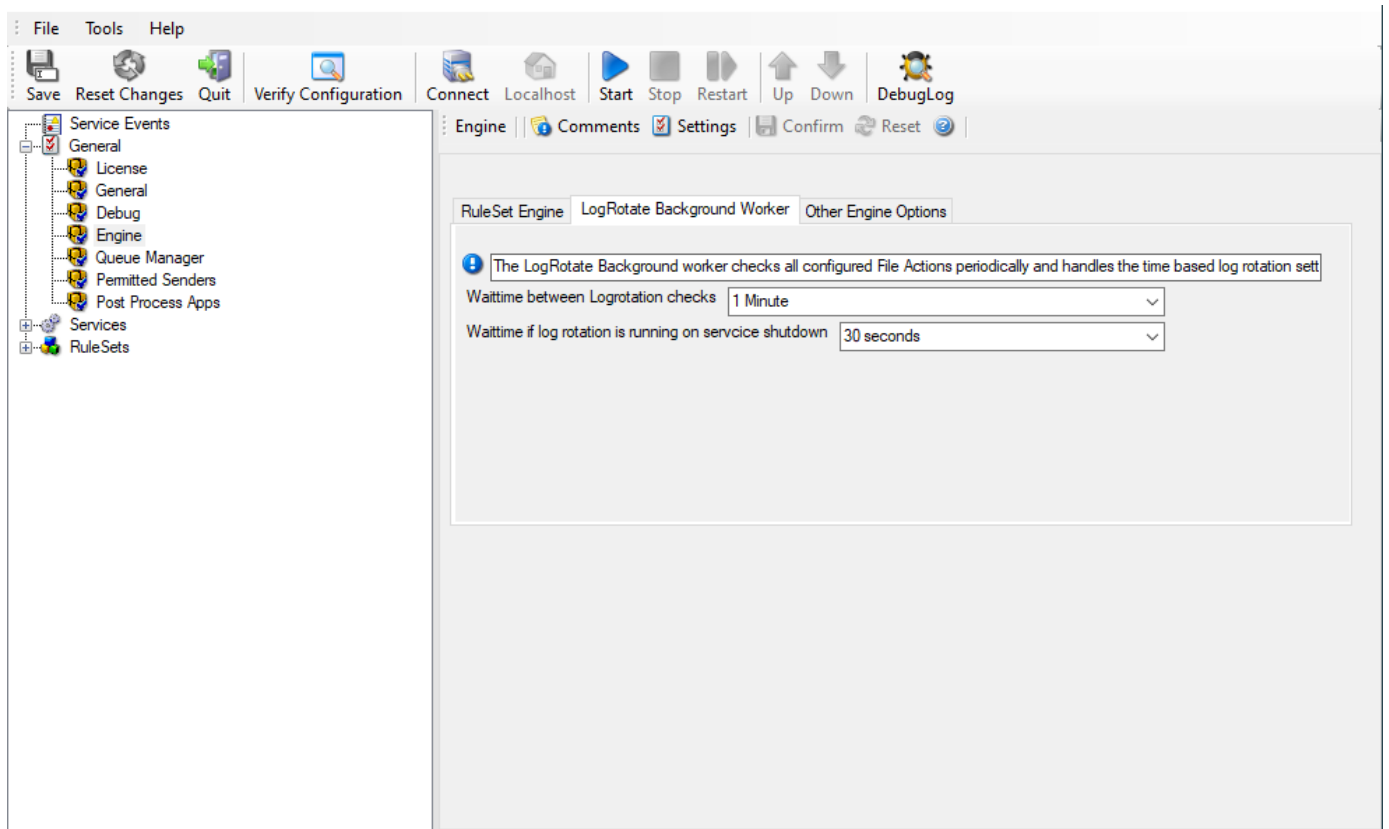 File Tools Help
Save Reset Changes Quit Verify Configuration Connect Localhost Start Stop Restart Up Down DebugLog
Service Events
General
License
General
Debug
Engine
Queue Manager
Permitted Senders
Post Process Apps
Services
RuleSets
Engine Comments Settings Confirm Reset
RuleSet Engine LogRotate Background Worker Other Engine Options
The LogRotate Background worker checks all configured File Actions periodically and handles the time based log rotation sett
Waittime between Logrotation checks 1 Minute
Waittime if log rotation is running on servcice shutdown 30 seconds